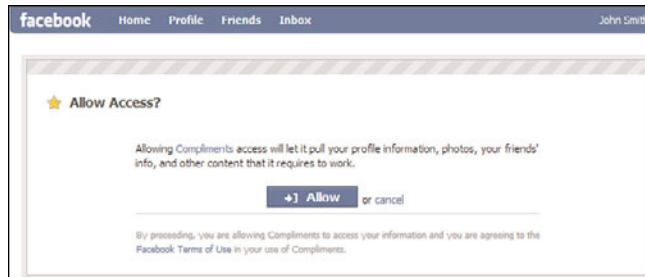 facebook Home Profile Friends Inbox John Smith
Allow Access?
Allowing Compliments access will let it pull your profile information, photos, your friends'
info, and other content that it requires to work.
Allow or cancel
By proceeding, you are allowing Compliments to access your information and you are agreeing to the
Facebook Terms of Use in your use of Compliments.